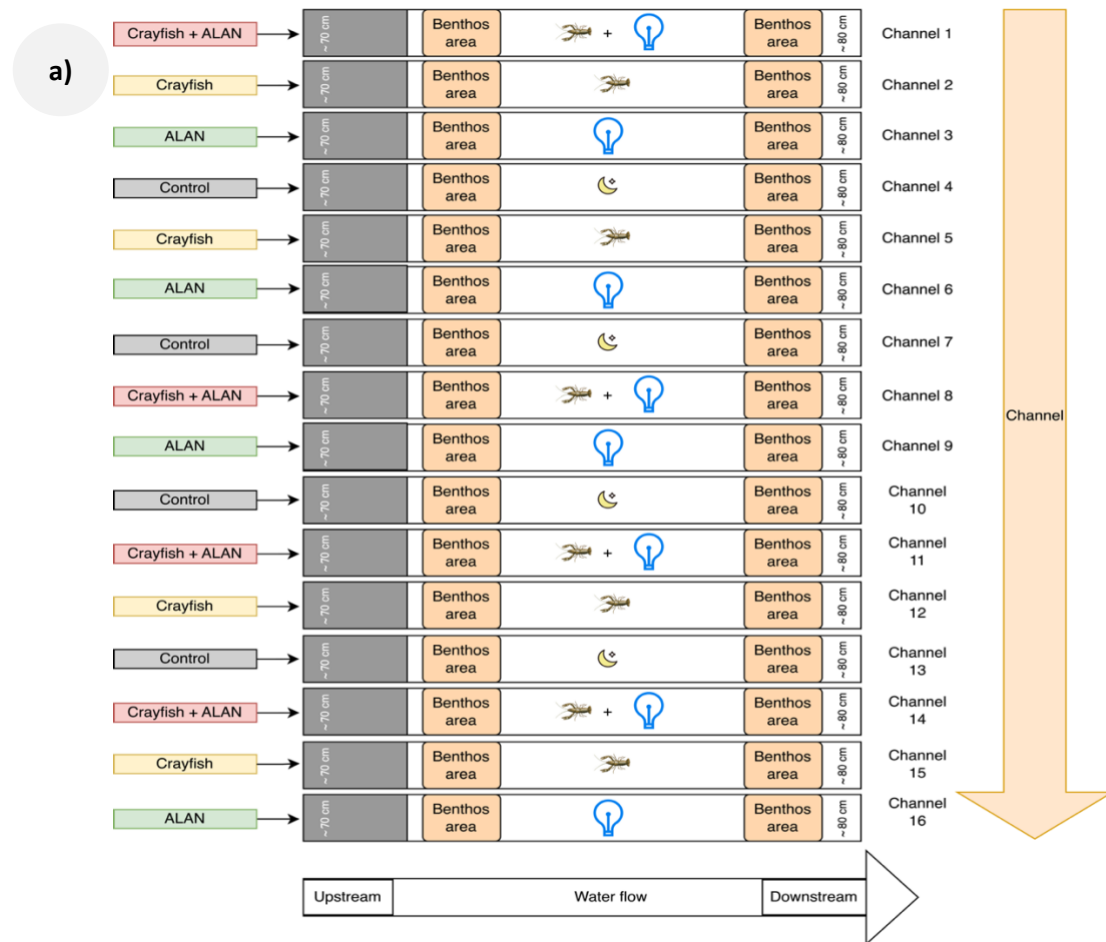 a)
Crayfish + ALAN
~ 70 cm
Benthos
area
+
Benthos
area
~ 80 cm
Channel 1
Crayfish
~ 70 cm
Benthos
area
Benthos
area
~ 80 cm
Channel 2
ALAN
~ 70 cm
Benthos
area
Benthos
area
~ 80 cm
Channel 3
Control
~ 70 cm
Benthos
area
Benthos
area
~ 80 cm
Channel 4
Crayfish
~ 70 cm
Benthos
area
Benthos
area
~ 80 cm
Channel 5
ALAN
~ 70 cm
Benthos
area
Benthos
area
~ 80 cm
Channel 6
Control
~ 70 cm
Benthos
area
Benthos
area
~ 80 cm
Channel 7
Crayfish + ALAN
~ 70 cm
Benthos
area
+
Benthos
area
~ 80 cm
Channel 8
ALAN
~ 70 cm
Benthos
area
Benthos
area
~ 80 cm
Channel 9
Control
~ 70 cm
Benthos
area
Benthos
area
~ 80 cm
Channel
10
Crayfish + ALAN
~ 70 cm
Benthos
area
+
Benthos
area
~ 80 cm
Channel
11
Crayfish
~ 70 cm
Benthos
area
Benthos
area
~ 80 cm
Channel
12
Control
~ 70 cm
Benthos
area
Benthos
area
~ 80 cm
Channel
13
Crayfish + ALAN
~ 70 cm
Benthos
area
+
Benthos
area
~ 80 cm
Channel
14
Crayfish
~ 70 cm
Benthos
area
Benthos
area
~ 80 cm
Channel
15
ALAN
~ 70 cm
Benthos
area
Benthos
area
~ 80 cm
Channel
16
Channel
Upstream
Water flow
Downstream